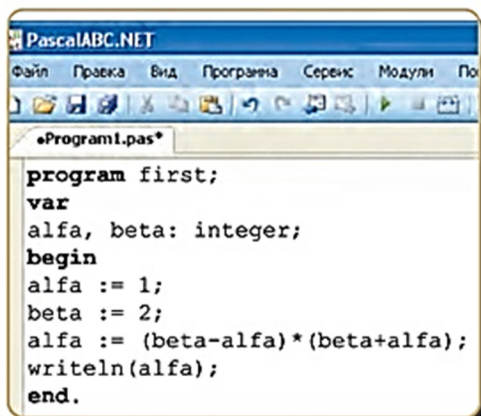 PascalABC.NET
Файл Правка Вид Программа Сервис Модули По
•Program1.pas*
program first;
var
alfa, beta: integer;
begin
alfa := 1;
beta := 2;
alfa := (beta-alfa)*(beta+alfa);
writeln(alfa);
end.